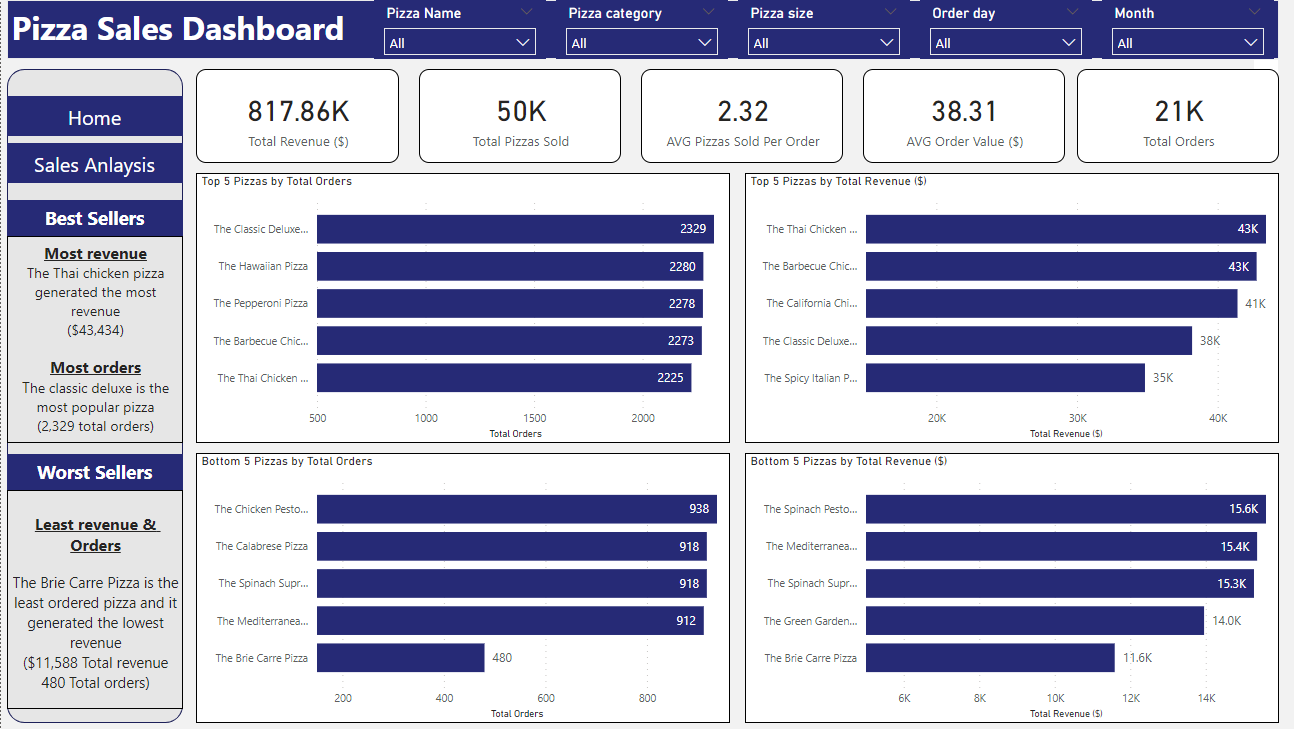 Pizza Sales Dashboard
Pizza Name
All
Pizza category
All
Pizza size
All
Order day
All
Month
All
Home
Sales Anlaysis
Best Sellers
Most revenue
The Thai chicken pizza
generated the most
revenue
($43,434)
Most orders
The classic deluxe is the
most popular pizza
(2,329 total orders)
Worst Sellers
Least revenue &
Orders
The Brie Carre Pizza is the
least ordered pizza and it
generated the lowest
revenue
($11,588 Total revenue
480 Total orders)
817.86K
Total Revenue ($)
50K
Total Pizzas Sold
2.32
AVG Pizzas Sold Per Order
38.31
AVG Order Value ($)
21K
Total Orders
Top 5 Pizzas by Total Orders
The Classic Deluxe... 2329
The Hawaiian Pizza 2280
The Pepperoni Pizza 2278
The Barbecue Chic... 2273
The Thai Chicken ... 2225
500 1000 1500 2000
Total Orders
Top 5 Pizzas by Total Revenue ($)
The Thai Chicken ... 43K
The Barbecue Chic... 43K
The California Chi... 41K
The Classic Deluxe... 38K
The Spicy Italian P... 35K
20K 30K 40K
Total Revenue ($)
Bottom 5 Pizzas by Total Orders
The Chicken Pesto... 938
The Calabrese Pizza 918
The Spinach Supr... 918
The Mediterranea... 912
The Brie Carre Pizza 480
200 400 600 800
Total Orders
Bottom 5 Pizzas by Total Revenue ($)
The Spinach Pesto... 15.6K
The Mediterranea... 15.4K
The Spinach Supr... 15.3K
The Green Garden... 14.0K
The Brie Carre Pizza 11.6K
6K 8K 10K 12K 14K
Total Revenue ($)